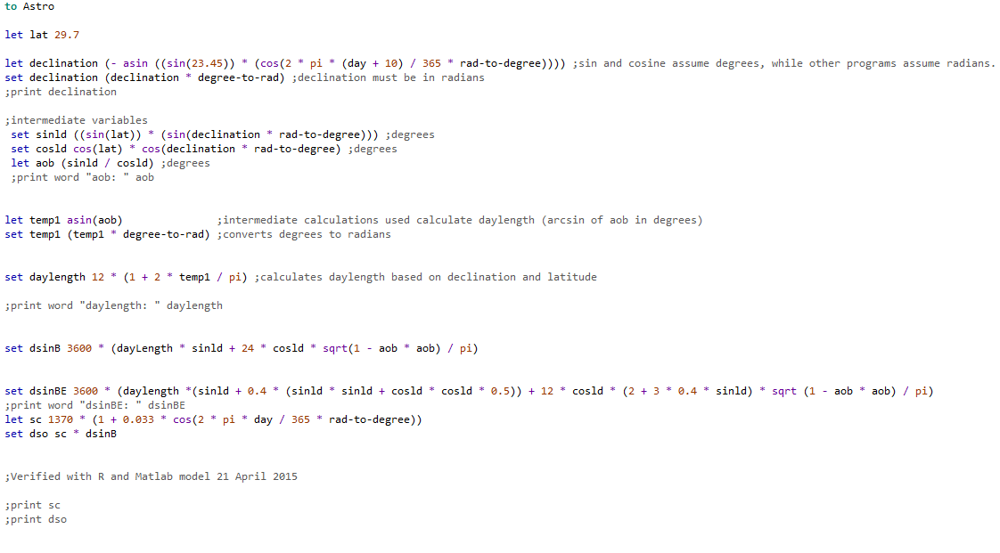 to Astro
let lat 29.7
let declination (- asin ((sin(23.45)) * (cos(2 * pi * (day + 10) / 365 * rad-to-degree)))) ;sin and cosine assume degrees, while other programs assume radians.
set declination (declination * degree-to-rad) ;declination must be in radians
;print declination
;intermediate variables
set sinld ((sin(lat)) * (sin(declination * rad-to-degree))) ;degrees
set cosld cos(lat) * cos(declination * rad-to-degree) ;degrees
let aob (sinld / cosld) ;degrees
;print word "aob: " aob
let temp1 asin(aob) ;intermediate calculations used calculate daylength (arcsin of aob in degrees)
set temp1 (temp1 * degree-to-rad) ;converts degrees to radians
set daylength 12 * (1 + 2 * temp1 / pi) ;calculates daylength based on declination and latitude
;print word "daylength: " daylength
set dsinB 3600 * (dayLength * sinld + 24 * cosld * sqrt(1 - aob * aob) / pi)
set dsinBE 3600 * (daylength *(sinld + 0.4 * (sinld * sinld + cosld * cosld * 0.5)) + 12 * cosld * (2 + 3 * 0.4 * sinld) * sqrt (1 - aob * aob) / pi)
;print word "dsinBE: " dsinBE
let sc 1370 * (1 + 0.033 * cos(2 * pi * day / 365 * rad-to-degree))
set dso sc * dsinB
;Verified with R and Matlab model 21 April 2015
;print sc
;print dso